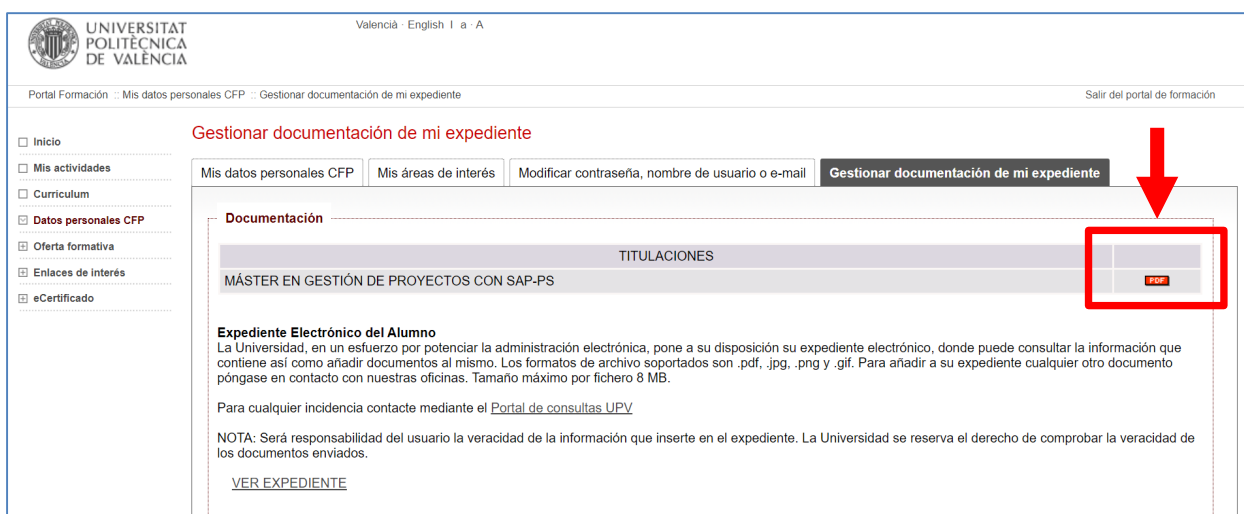 UNIVERSITAT
POLITÈCNICA
DE VALÈNCIA
Valencià · English I a · A
Portal Formación :: Mis datos personales CFP :: Gestionar documentación de mi expediente
Salir del portal de formación
Inicio
Mis actividades
Curriculum
Datos personales CFP
Oferta formativa
Enlaces de interés
eCertificado
Gestionar documentación de mi expediente
Mis datos personales CFP
Mis áreas de interés
Modificar contraseña, nombre de usuario o e-mail
Gestionar documentación de mi expediente
Documentación
TITULACIONES
MÁSTER EN GESTIÓN DE PROYECTOS CON SAP-PS
PDF
Expediente Electrónico del Alumno
La Universidad, en un esfuerzo por potenciar la administración electrónica, pone a su disposición su expediente electrónico, donde puede consultar la información que
contiene así como añadir documentos al mismo. Los formatos de archivo soportados son .pdf, .jpg, .png y .gif. Para añadir a su expediente cualquier otro documento
póngase en contacto con nuestras oficinas. Tamaño máximo por fichero 8 MB.
Para cualquier incidencia contacte mediante el Portal de consultas UPV
NOTA: Será responsabilidad del usuario la veracidad de la información que inserte en el expediente. La Universidad se reserva el derecho de comprobar la veracidad de
los documentos enviados.
VER EXPEDIENTE